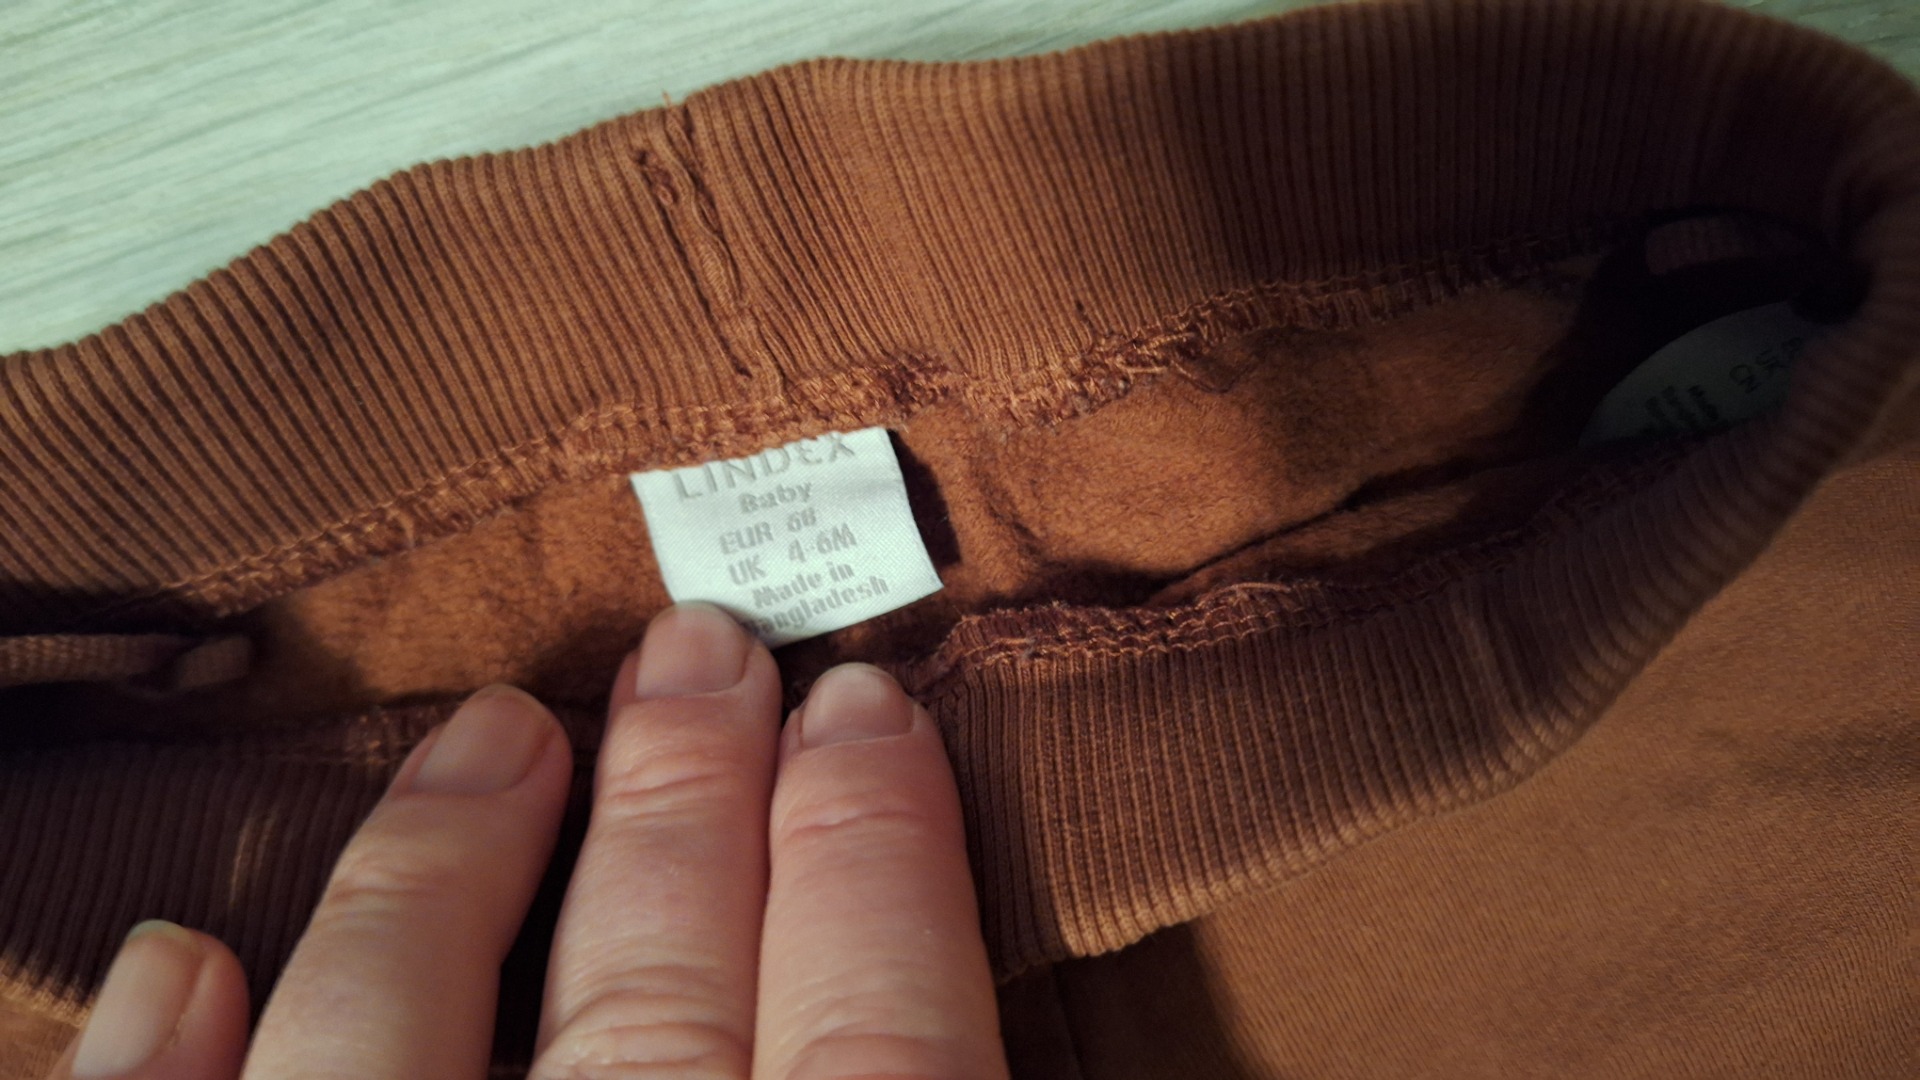 LINDEX
Baby
EUR 68
UK 4-6M
Made in
Bangladesh